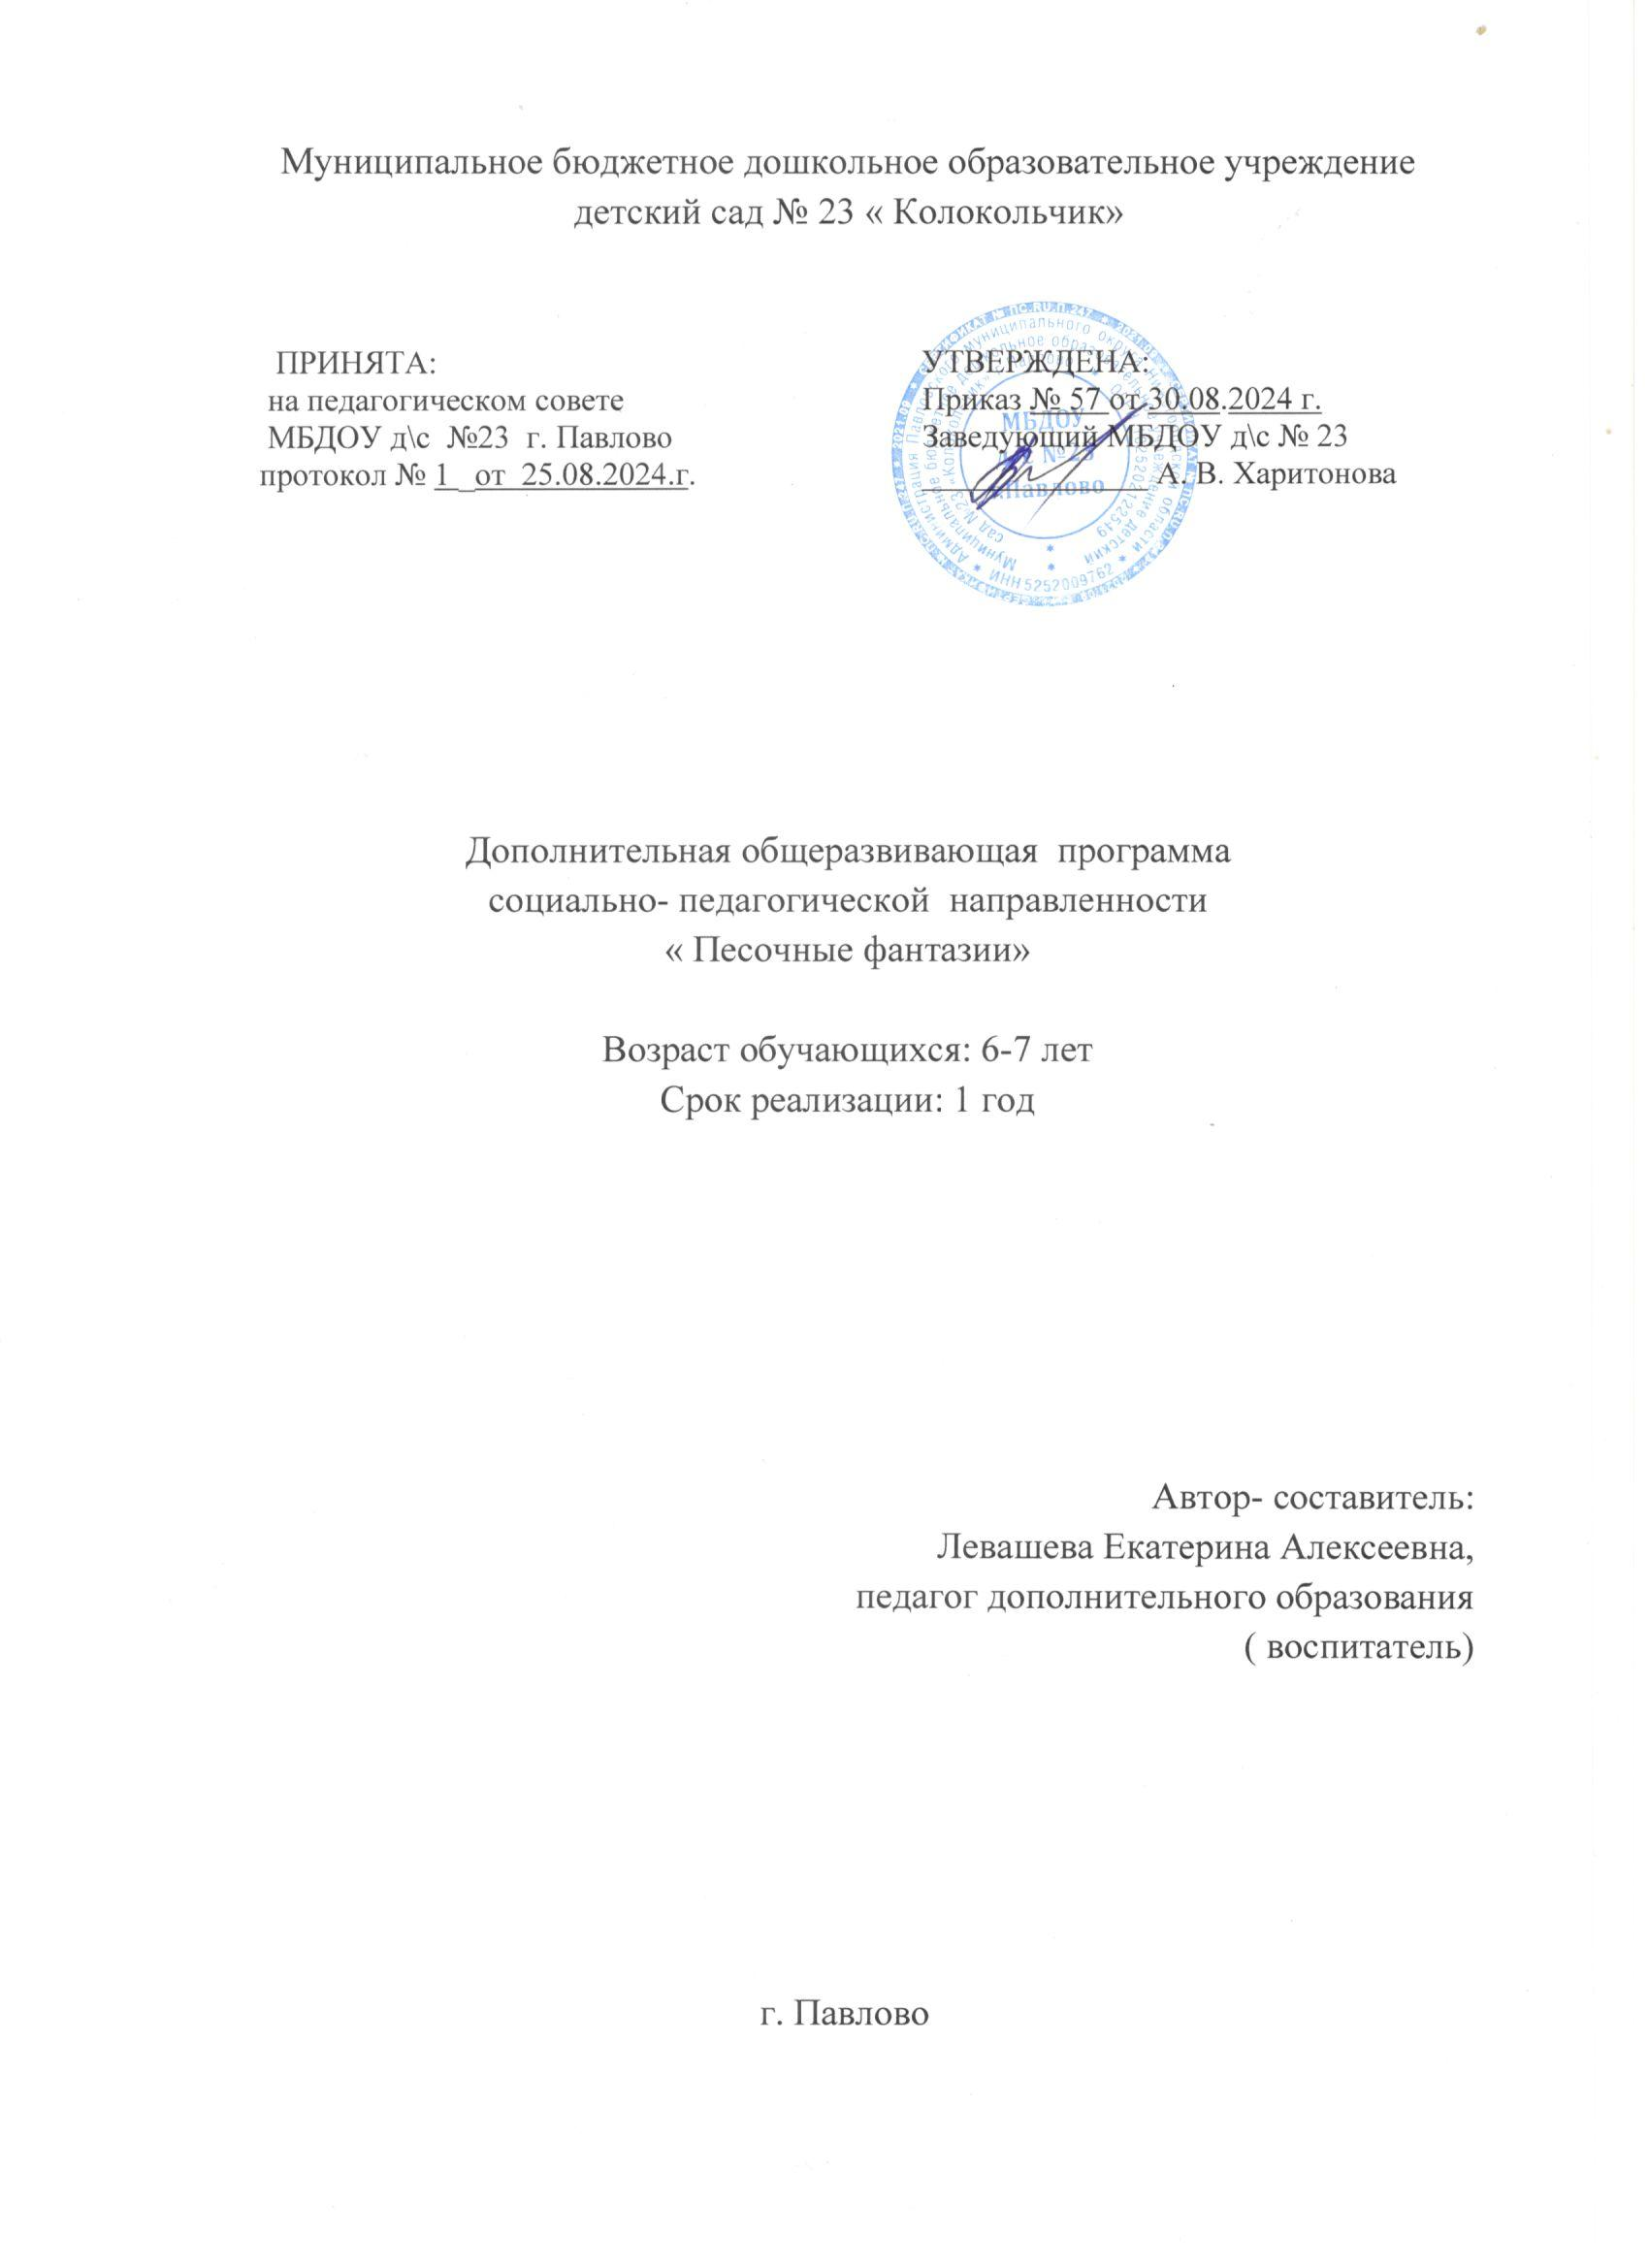 Муниципальное бюджетное дошкольное образовательное учреждение
детский сад № 23 « Колокольчик»
ПРИНЯТА:
на педагогическом совете
МБДОУ д\с №23 г. Павлово
протокол № 1_ от 25.08.2024.г.
УТВЕРЖДЕНА:
Приказ № 57 от 30.08.2024 г.
Заведующий МБДОУ д\с № 23
А. В. Харитонова
МБДОУ
д/с № 23
г.Павлово
ИНН 5252009762
Дополнительная общеразвивающая программа
социально- педагогической направленности
« Песочные фантазии»
Возраст обучающихся: 6-7 лет
Срок реализации: 1 год
Автор- составитель:
Левашева Екатерина Алексеевна,
педагог дополнительного образования
( воспитатель)
г. Павлово